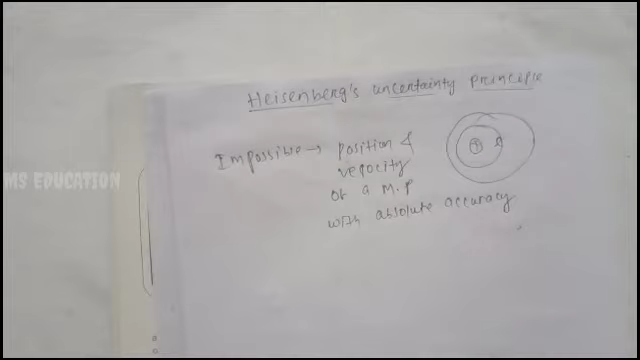 Heisenberg's uncertainty principle
Impossible → position &
velocity
of a M.P
with absolute accuracy
MS EDUCATION